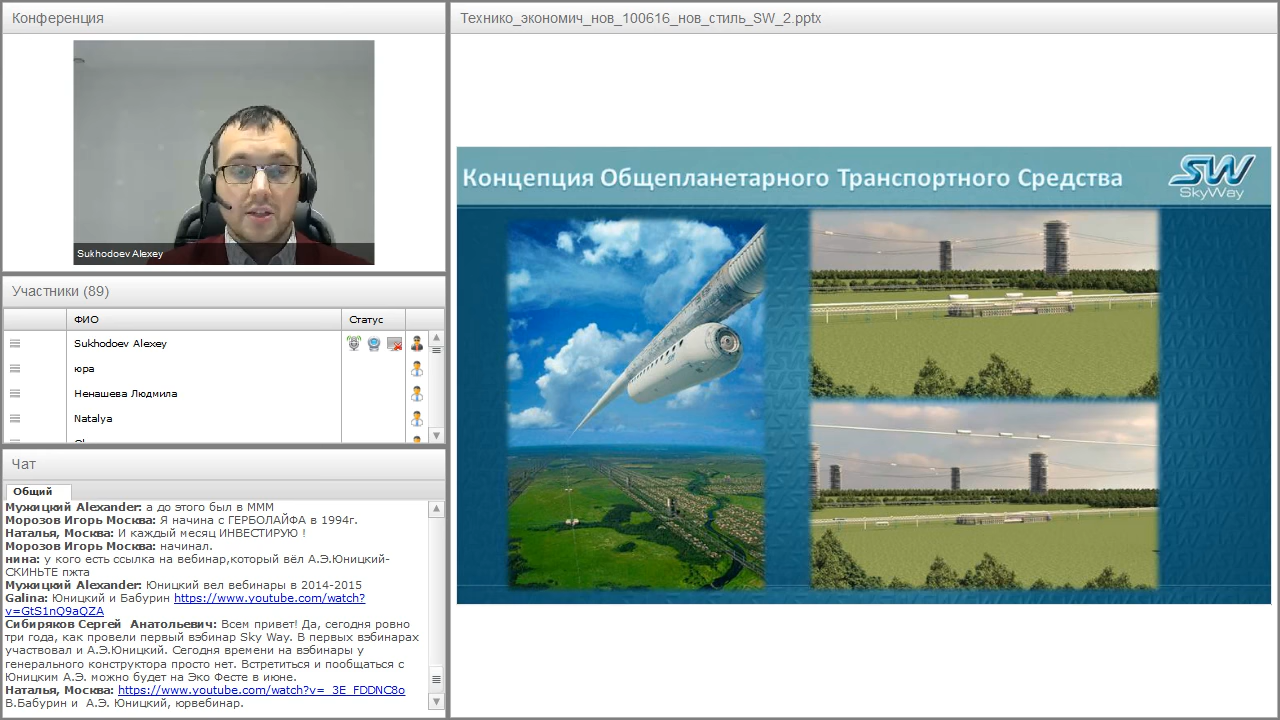 Конференция
Sukhodoev Alexey
Участники (89)
ФИО
Статус
Sukhodoev Alexey
юра
Ненашева Людмила
Natalya
Чат
Общий
Мужицкий Alexander: а до этого был в МММ
Морозов Игорь Москва: Я начина с ГЕРБОЛАЙФА в 1994г.
Наталья, Москва: И каждый месяц ИНВЕСТИРУЮ !
Морозов Игорь Москва: начинал.
нина: у кого есть ссылка на вебинар,который вёл А.Э.Юницкий-
СКИНЬТЕ пжта
Мужицкий Alexander: Юницкий вел вебинары в 2014-2015
Galina: Юницкий и Бабурин https://www.youtube.com/watch?
v=GtS1nQ9aQZA
Сибиряков Сергей Анатольевич: Всем привет! Да, сегодня ровно
три года, как провели первый вэбинар Sky Way. В первых вэбинарах
участвовал и А.Э.Юницкий. Сегодня времени на вэбинары у
генерального конструктора просто нет. Встретиться и пообщаться с
Юницким А.Э. можно будет на Эко Фесте в июне.
Наталья, Москва: https://www.youtube.com/watch?v=_3E_FDDNC8o
В.Бабурин и А.Э. Юницкий, юрвебинар.
Технико_экономич_нов_100616_нов_стиль_SW_2.pptx
Концепция Общепланетарного Транспортного Средства
SW
SkyWay